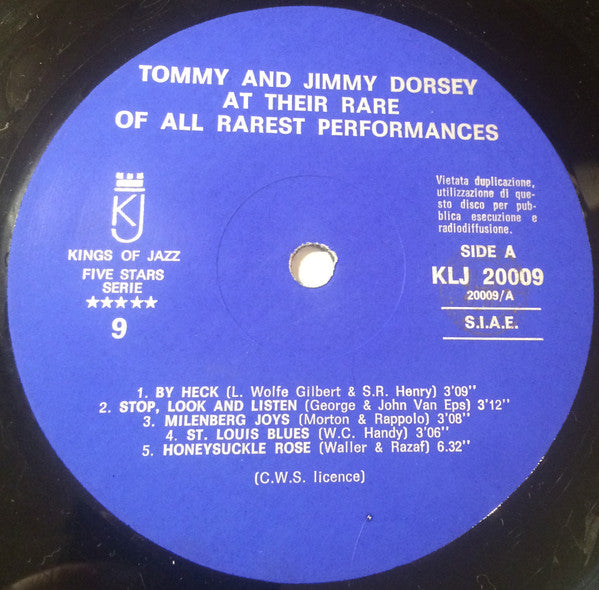 TOMMY AND JIMMY DORSEY
AT THEIR RARE
OF ALL RAREST PERFORMANCES
KJ
KINGS OF JAZZ
FIVE STARS
SERIE
★★★★★
9
Vietata duplicazione,
utilizzazione di que-
sto disco per pub-
blica esecuzione e
radiodiffusione.
SIDE A
KLJ 20009
20009/A
S.I.A.E.
1. BY HECK (L. Wolfe Gilbert & S.R. Henry) 3'09''
2. STOP, LOOK AND LISTEN (George & John Van Eps) 3'12''
3. MILENBERG JOYS (Morton & Rappolo) 3'08''
4. ST. LOUIS BLUES (W.C. Handy) 3'06''
5. HONEYSUCKLE ROSE (Waller & Razaf) 6.32''
(C.W.S. licence)